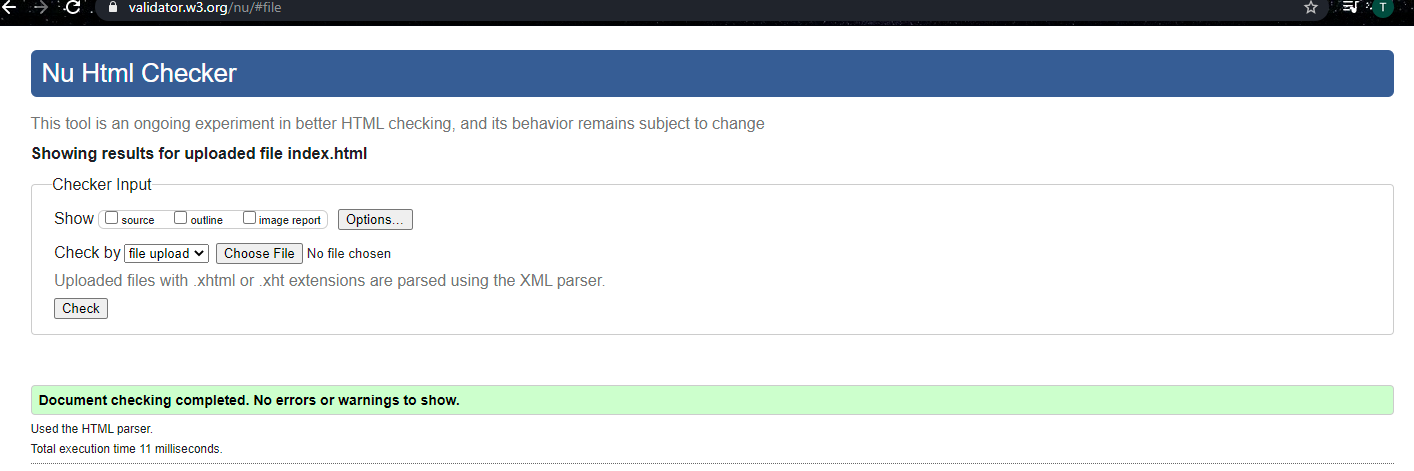 validator.w3.org/nu/#file
T
Nu Html Checker
This tool is an ongoing experiment in better HTML checking, and its behavior remains subject to change
Showing results for uploaded file index.html
Checker Input
Show source outline image report Options...
Check by file upload Choose File No file chosen
Uploaded files with .xhtml or .xht extensions are parsed using the XML parser.
Check
Document checking completed. No errors or warnings to show.
Used the HTML parser.
Total execution time 11 milliseconds.